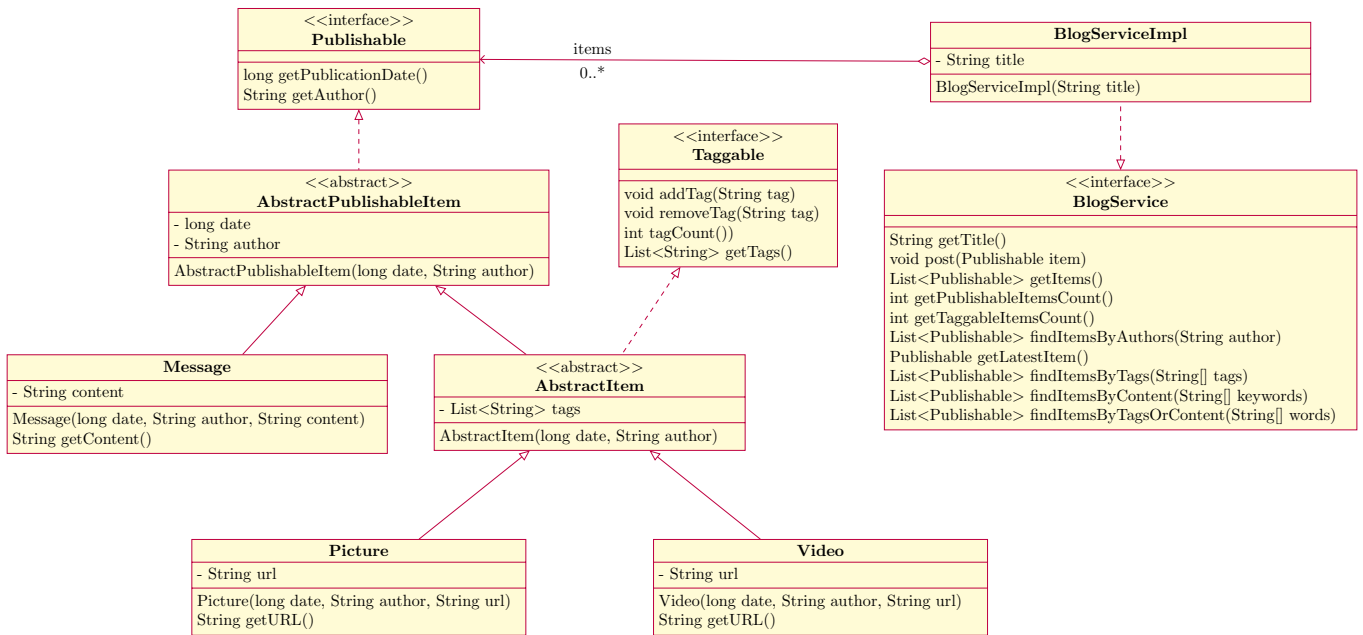 <<interface>>
Publishable
long getPublicationDate()
String getAuthor()
items
0..*
BlogServiceImpl
- String title
BlogServiceImpl(String title)
<<interface>>
Taggable
void addTag(String tag)
void removeTag(String tag)
int tagCount())
List<String> getTags()
<<abstract>>
AbstractPublishableItem
- long date
- String author
AbstractPublishableItem(long date, String author)
<<interface>>
BlogService
String getTitle()
void post(Publishable item)
List<Publishable> getItems()
int getPublishableItemsCount()
int getTaggableItemsCount()
List<Publishable> findItemsByAuthors(String author)
Publishable getLatestItem()
List<Publishable> findItemsByTags(String[] tags)
List<Publishable> findItemsByContent(String[] keywords)
List<Publishable> findItemsByTagsOrContent(String[] words)
Message
- String content
Message(long date, String author, String content)
String getContent()
<<abstract>>
AbstractItem
- List<String> tags
AbstractItem(long date, String author)
Picture
- String url
Picture(long date, String author, String url)
String getURL()
Video
- String url
Video(long date, String author, String url)
String getURL()